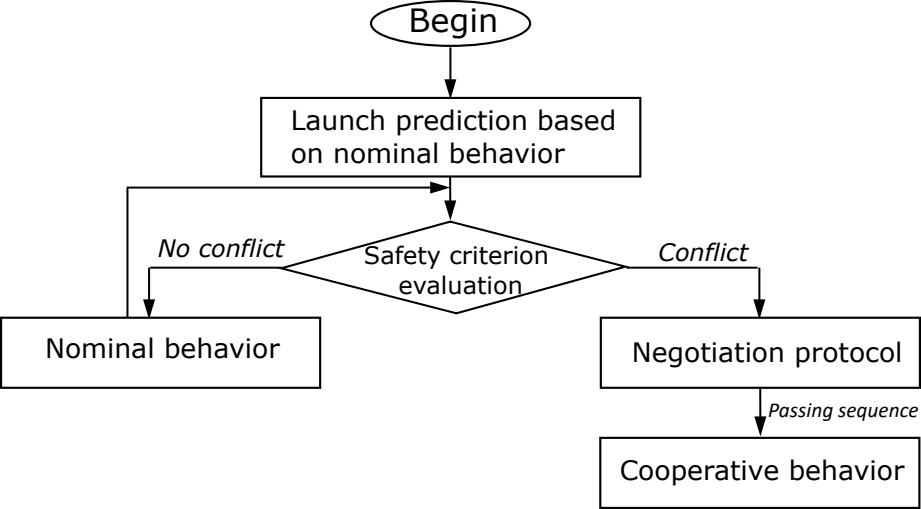 Begin
Launch prediction based
on nominal behavior
No conflict
Safety criterion
evaluation
Conflict
Nominal behavior
Negotiation protocol
Passing sequence
Cooperative behavior